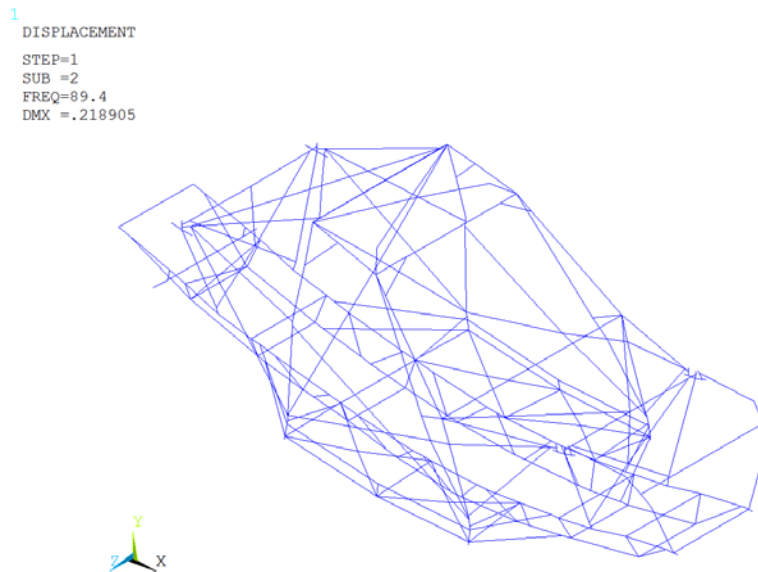 1
DISPLACEMENT
STEP=1
SUB =2
FREQ=89.4
DMX =.218905
Y
Z
X